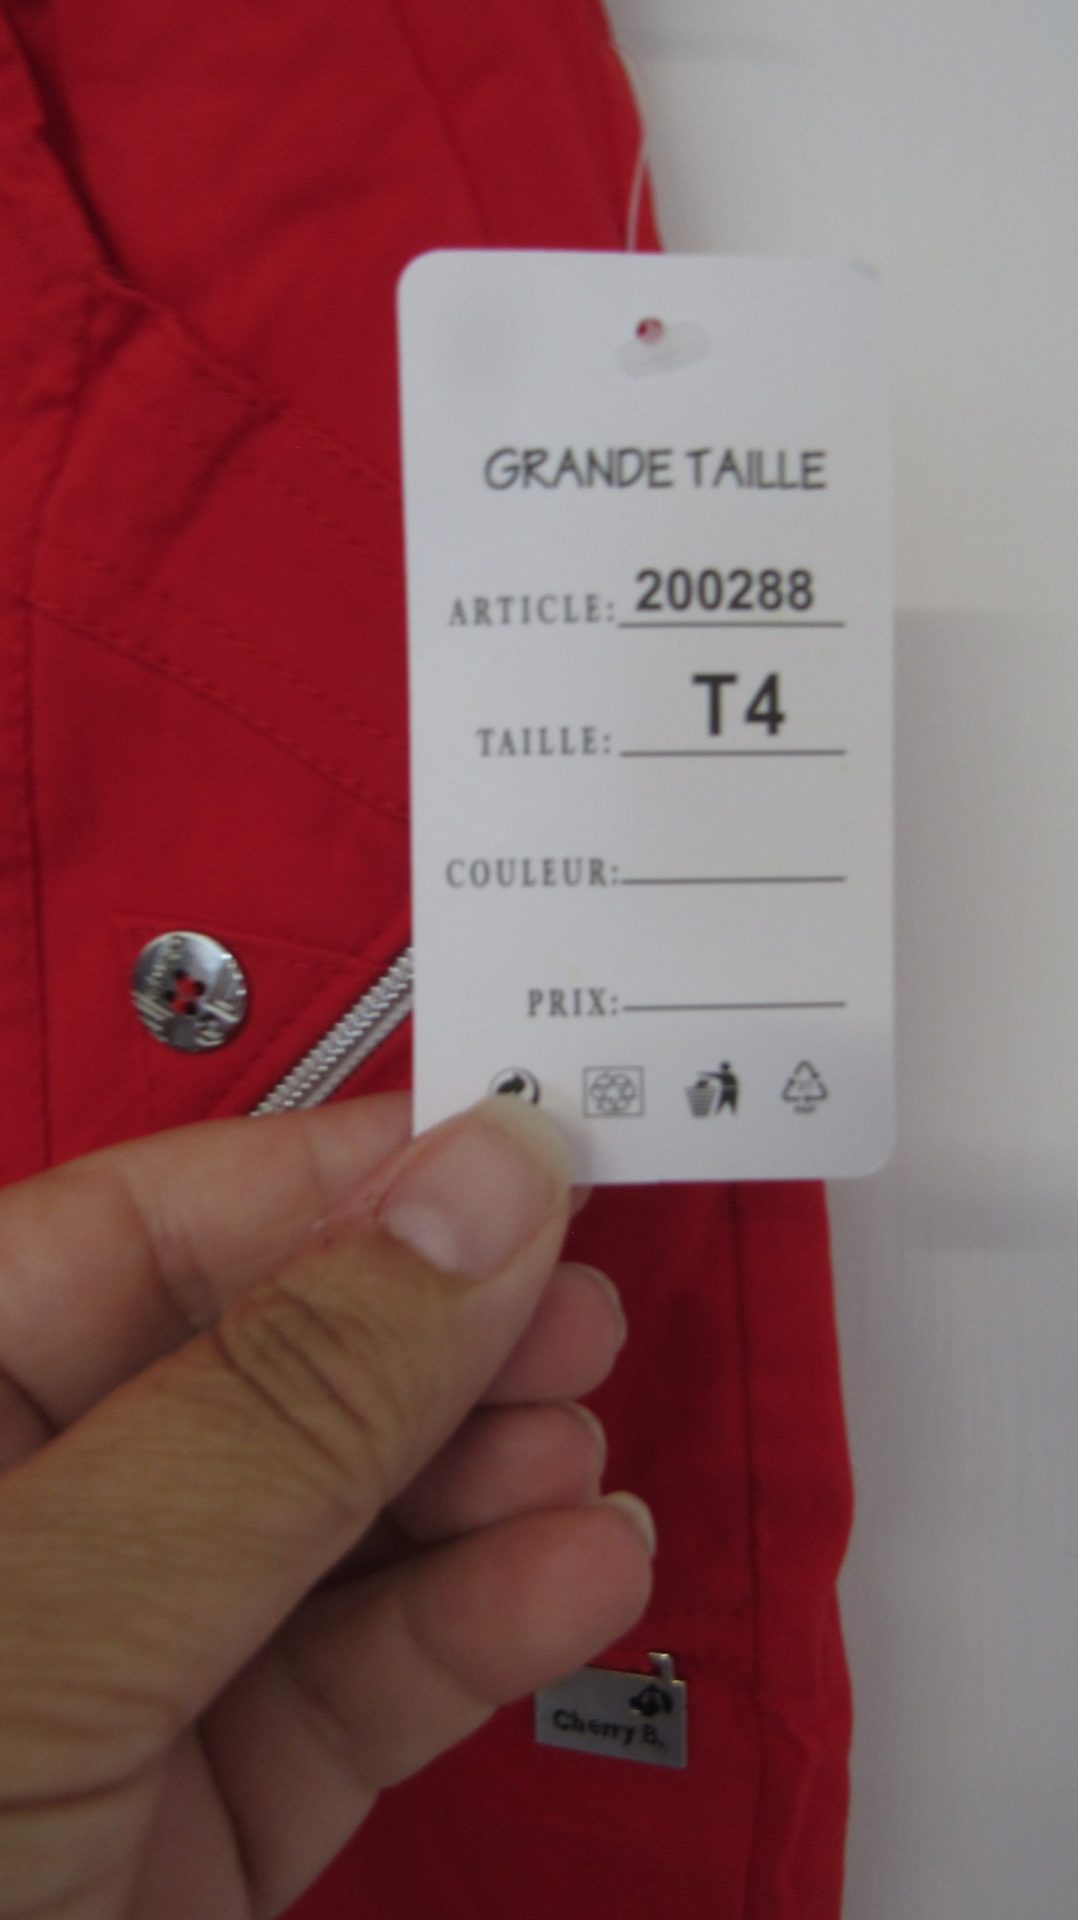 GRANDE TAILLE
ARTICLE: 200288
TAILLE: T4
COULEUR:
PRIX:
Cherry B.